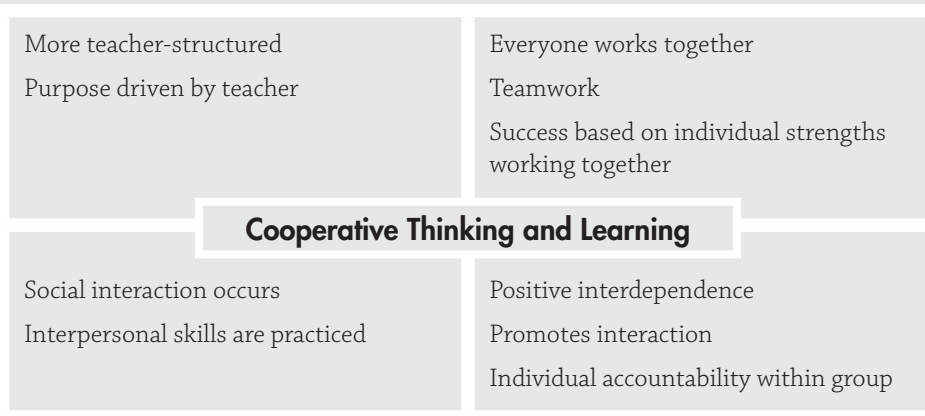 More teacher-structured
Purpose driven by teacher
Everyone works together
Teamwork
Success based on individual strengths
working together
Cooperative Thinking and Learning
Social interaction occurs
Interpersonal skills are practiced
Positive interdependence
Promotes interaction
Individual accountability within group